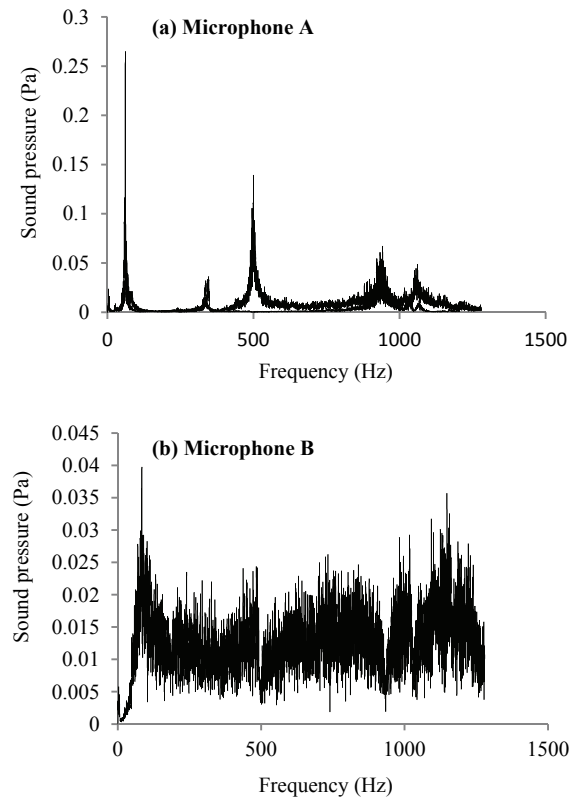 (a) Microphone A
Sound pressure (Pa)
0.3
0.25
0.2
0.15
0.1
0.05
0
0 500 1000 1500
Frequency (Hz)
(b) Microphone B
Sound pressure (Pa)
0.045
0.04
0.035
0.03
0.025
0.02
0.015
0.01
0.005
0
0 500 1000 1500
Frequency (Hz)